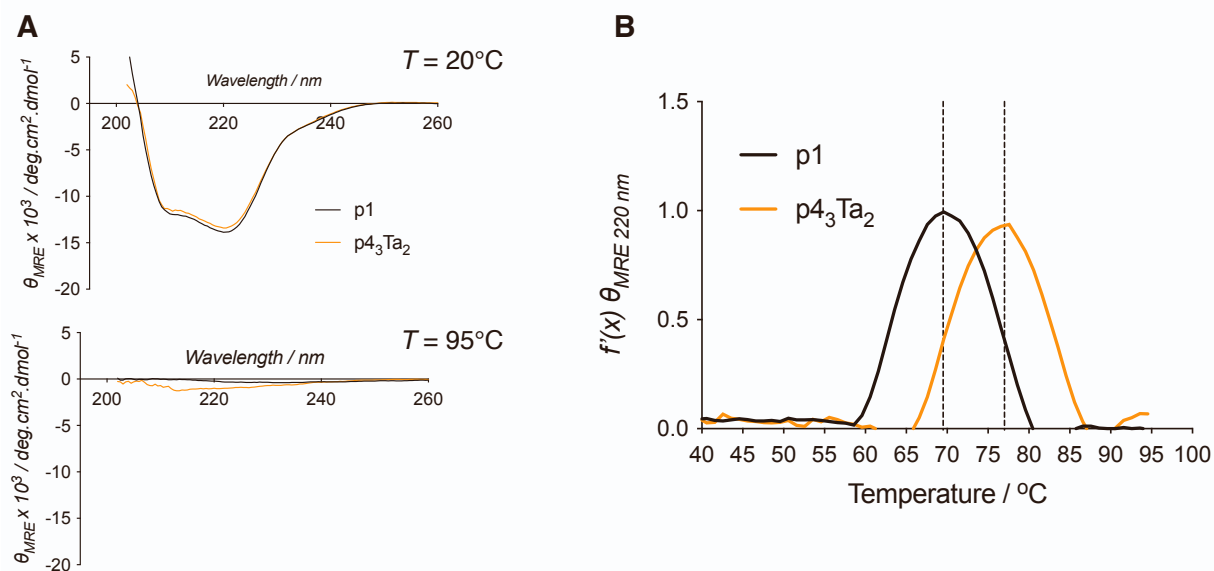 A
T = 20°C
5
Wavelength / nm
0
200 220 240 260
-5
-10
-15
-20
θMRE x 10³ / deg.cm².dmol⁻¹
p1
p4₃Ta₂
T = 95°C
5
Wavelength / nm
0
200 220 240 260
-5
-10
-15
-20
θMRE x 10³ / deg.cm².dmol⁻¹
B
1.5
p1
p4₃Ta₂
1.0
0.5
0.0
f'(x) θMRE 220 nm
40 45 50 55 60 65 70 75 80 85 90 95 100
Temperature / °C